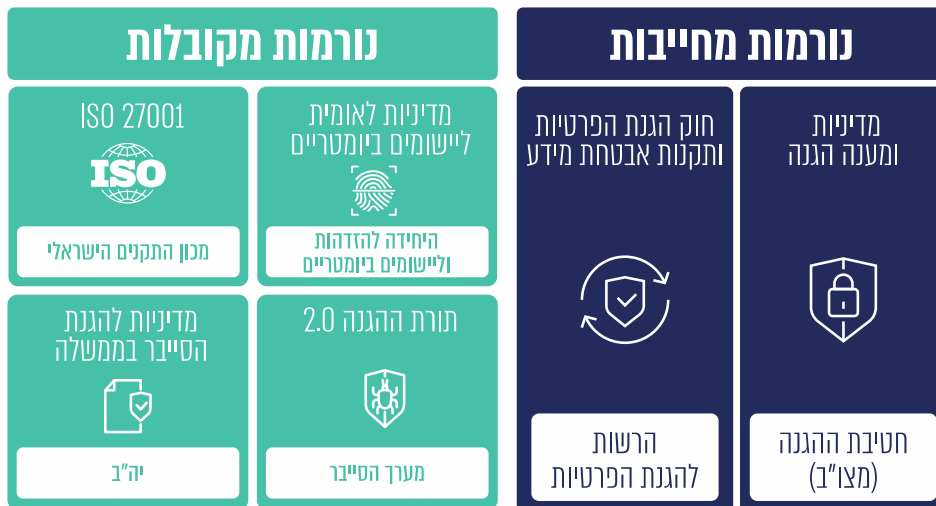 נורמות מחייבות
מדיניות
ומענה הגנה
חטיבת ההגנה
(מצו"ב)
חוק הגנת הפרטיות
ותקנות אבטחת מידע
הרשות
להגנת הפרטיות
נורמות מקובלות
מדיניות לאומית
ליישומים ביומטריים
היחידה להזדהות
וליישומים ביומטריים
ISO 27001
ISO
מכון התקנים הישראלי
תורת ההגנה 2.0
מערך הסייבר
מדיניות להגנת
הסייבר בממשלה
יה"ב